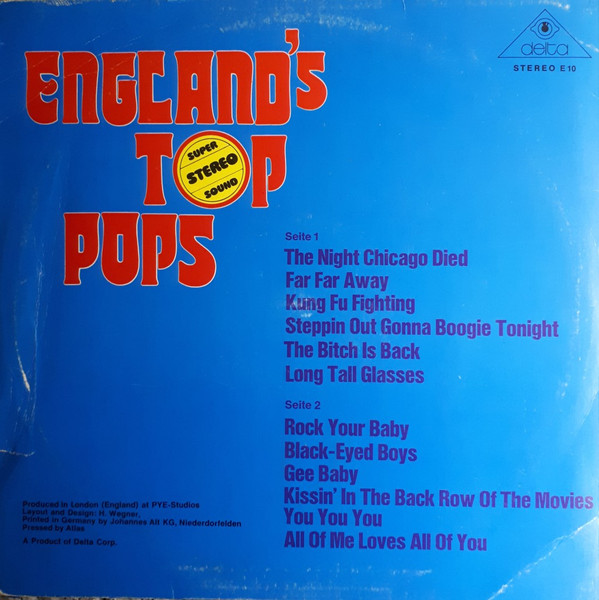 ENGLAND'S
TOP
POPS
SUPER
STEREO
SOUND
delta
STEREO E 10
Seite 1
The Night Chicago Died
Far Far Away
Kung Fu Fighting
Steppin Out Gonna Boogie Tonight
The Bitch Is Back
Long Tall Glasses
Seite 2
Rock Your Baby
Black-Eyed Boys
Gee Baby
Kissin' In The Back Row Of The Movies
You You You
All Of Me Loves All Of You
Produced in London (England) at PYE-Studios
Layout and Design: H. Wegner,
Printed in Germany by Johannes Alt KG, Niederdorfelden
Pressed by Atlas
A Product of Delta Corp.